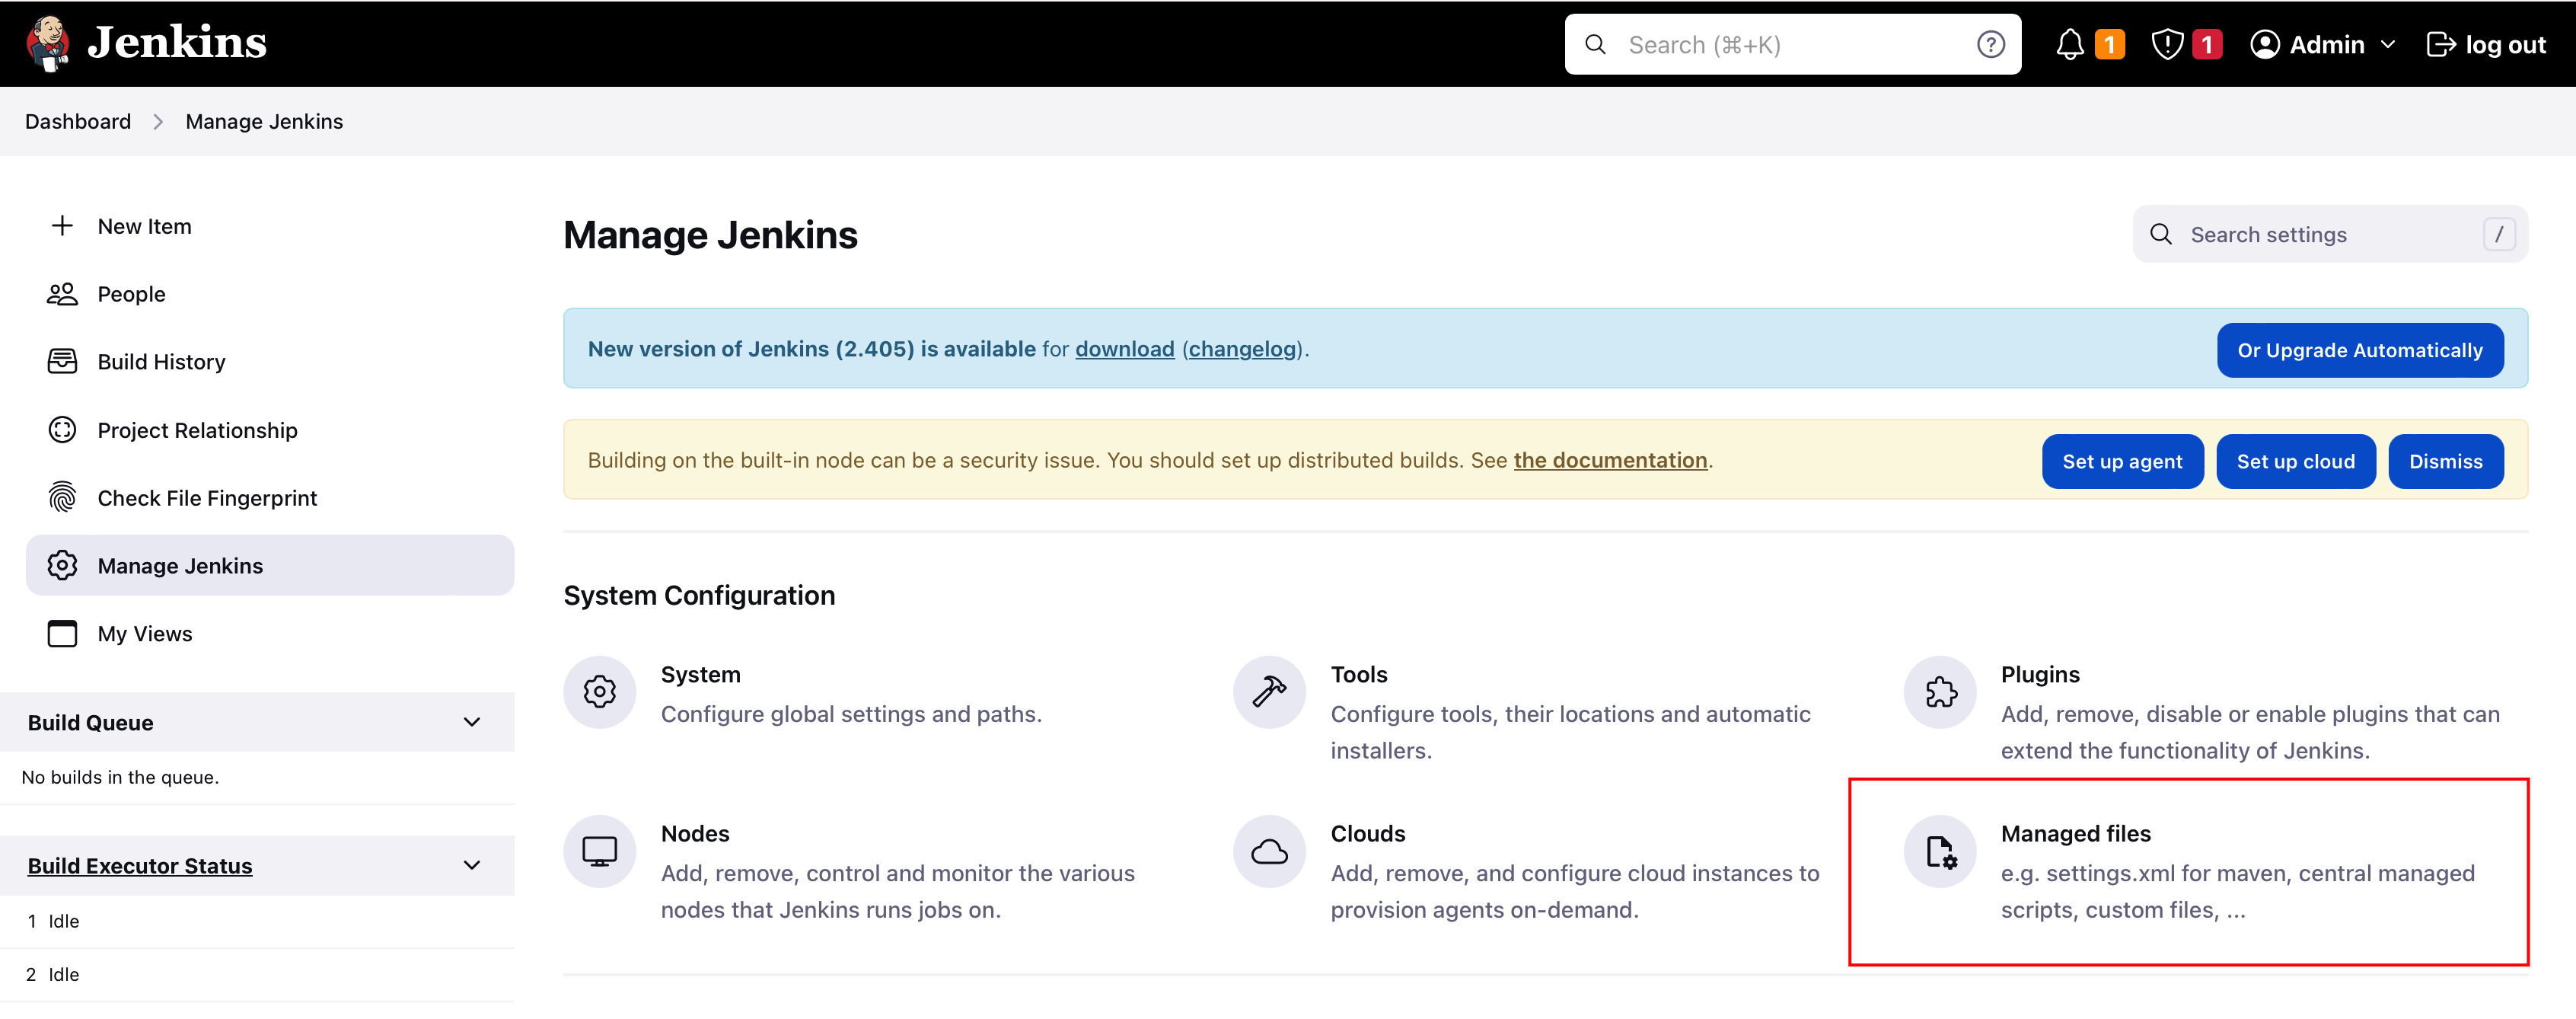 Jenkins
Search (⌘+K)
1
1
Admin
log out
Dashboard
Manage Jenkins
New Item
People
Build History
Project Relationship
Check File Fingerprint
Manage Jenkins
My Views
Build Queue
No builds in the queue.
Build Executor Status
1 Idle
2 Idle
Manage Jenkins
Search settings
/
New version of Jenkins (2.405) is available for download (changelog).
Or Upgrade Automatically
Building on the built-in node can be a security issue. You should set up distributed builds. See the documentation.
Set up agent
Set up cloud
Dismiss
System Configuration
System
Configure global settings and paths.
Tools
Configure tools, their locations and automatic
installers.
Plugins
Add, remove, disable or enable plugins that can
extend the functionality of Jenkins.
Nodes
Add, remove, control and monitor the various
nodes that Jenkins runs jobs on.
Clouds
Add, remove, and configure cloud instances to
provision agents on-demand.
Managed files
e.g. settings.xml for maven, central managed
scripts, custom files, ...